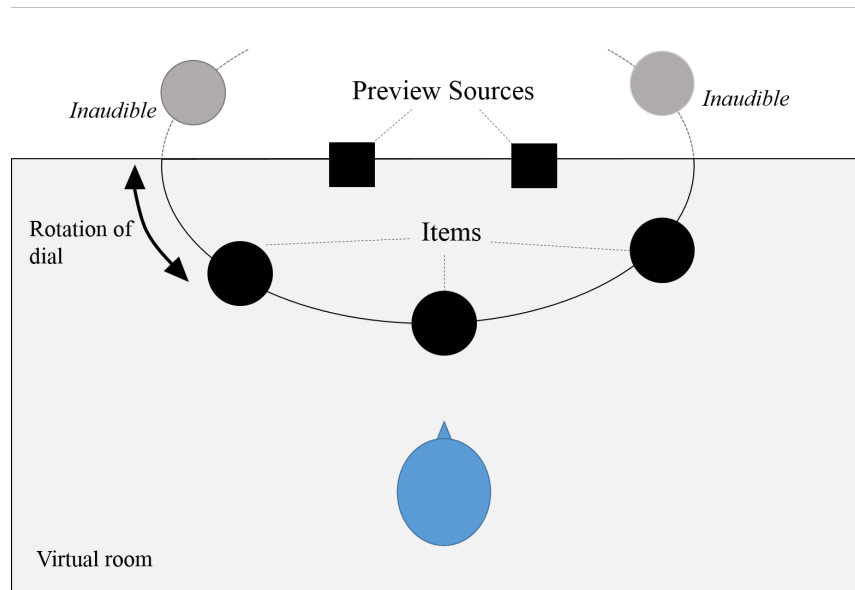 Preview Sources
Inaudible
Inaudible
Rotation of
dial
Items
Virtual room